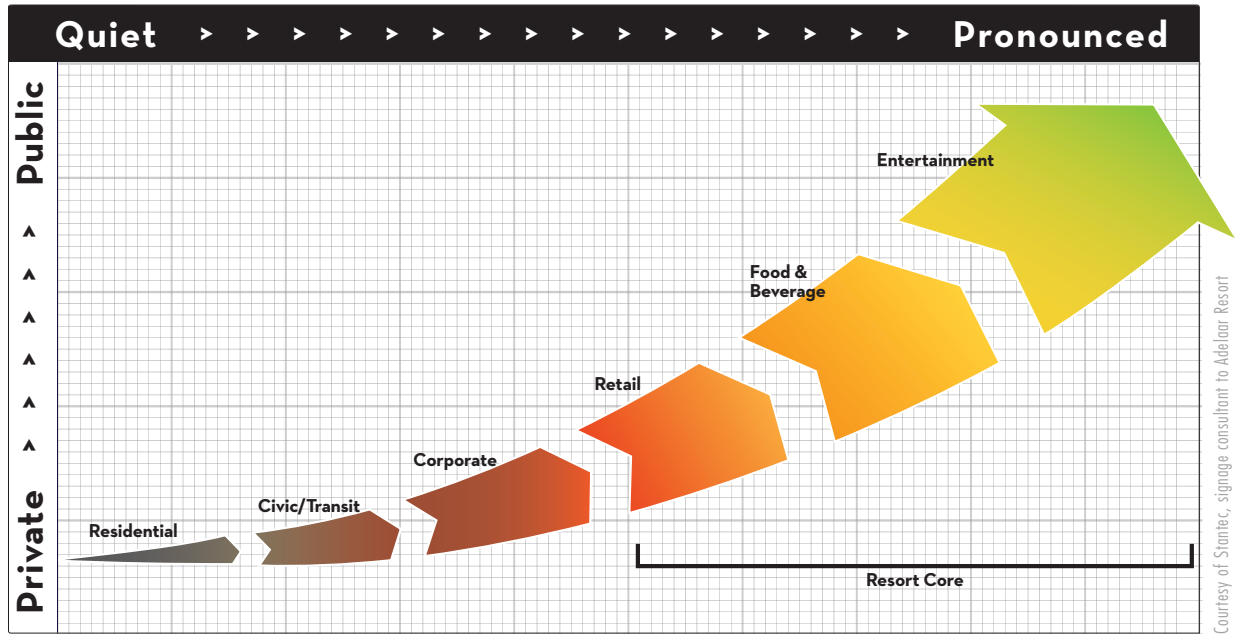 Quiet > > > > > > > > > > > > > > > > Pronounced
Public
Private
Entertainment
Food &
Beverage
Retail
Corporate
Civic/Transit
Residential
Resort Core
Courtesy of Stantec, signage consultant to Adelaar Resort